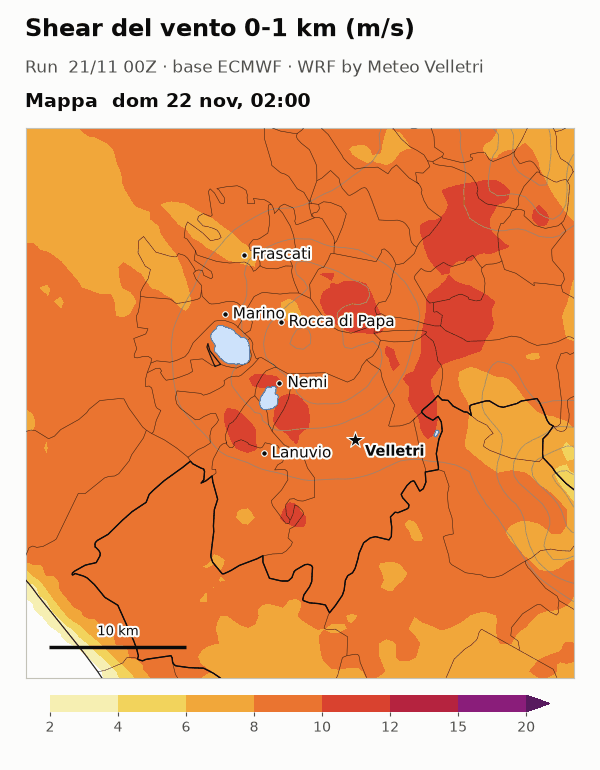 Shear del vento 0-1 km (m/s)
Run  21/11 00Z · base ECMWF · WRF by Meteo Velletri
Mappa  dom 22 nov, 02:00
Frascati
Marino
Rocca di Papa
Nemi
Velletri
Lanuvio
10 km
2 4 6 8 10 12 15 20